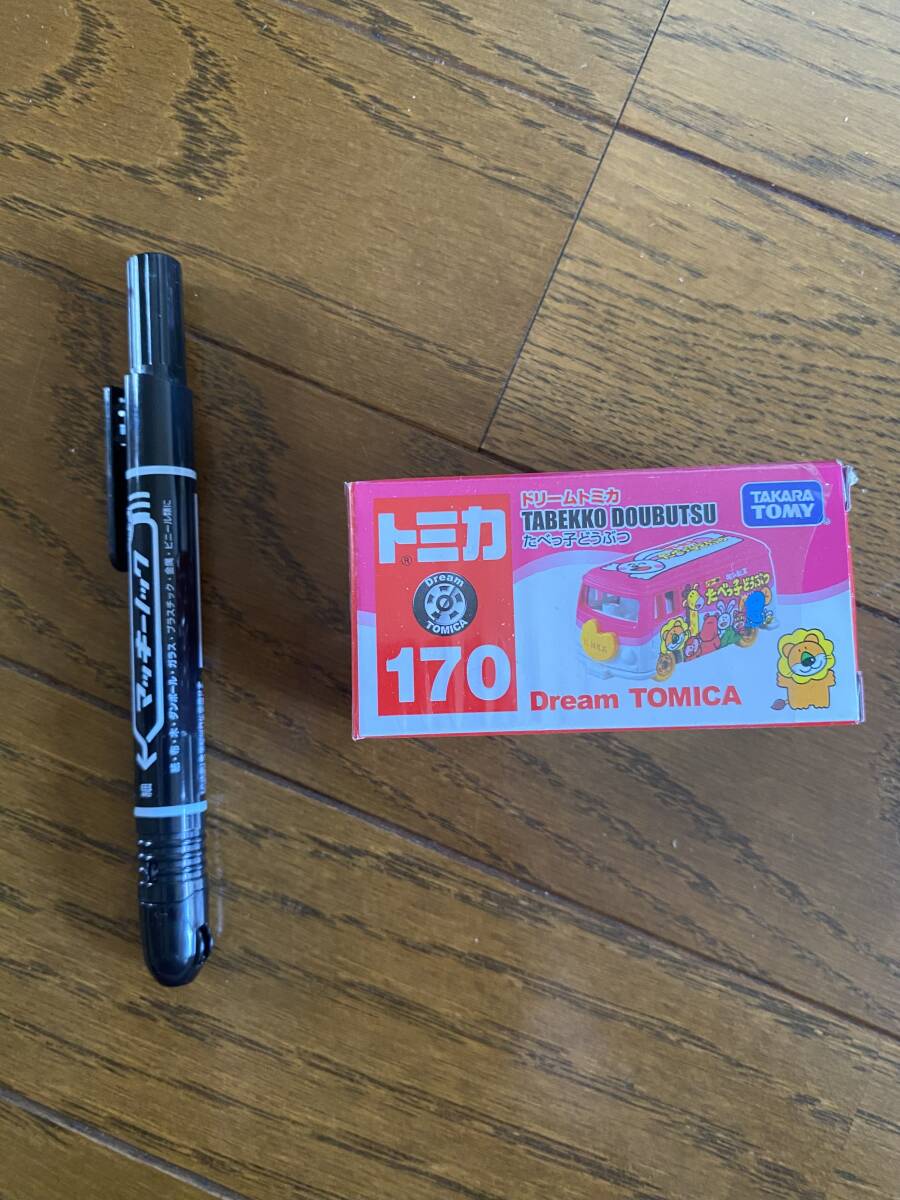 マッキーノック
紙・布・木・ダンボール・ガラス・プラスチック・金属・ビニール類に
細
トミカ
®
Dream
TOMICA
170
ドリームトミカ
TABEKKO DOUBUTSU
たべっ子どうぶつ
TAKARA
TOMY
たべっ子どうぶつ
Dream TOMICA